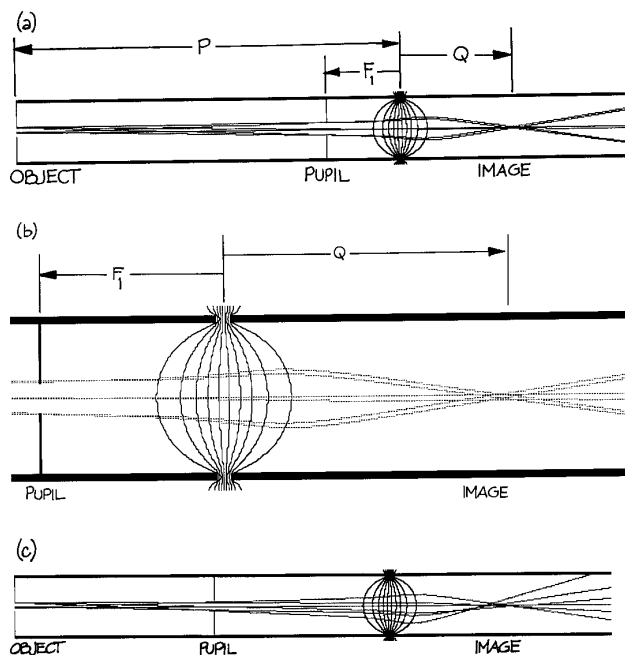 (a)
P
Q
F1
OBJECT PUPIL IMAGE
(b)
F1
Q
PUPIL IMAGE
(c)
OBJECT PUPIL IMAGE